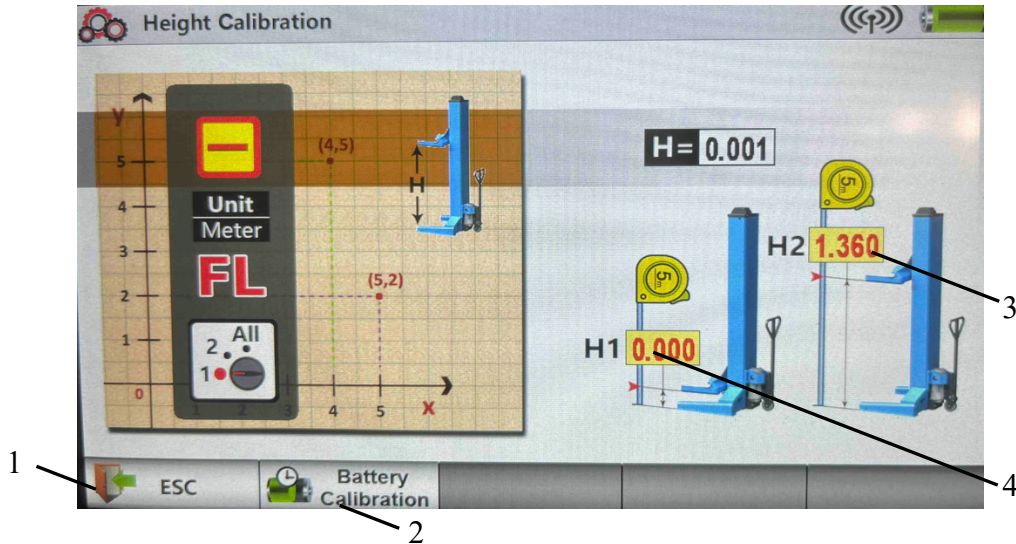 Height Calibration
y
5
4
3
2
1
0
1
2
3
4
5
x
(4,5)
(5,2)
Unit
Meter
FL
All
2
1
H
H= 0.001
5m
H2 1.360
5m
H1 0.000
ESC
Battery
Calibration
1
2
3
4